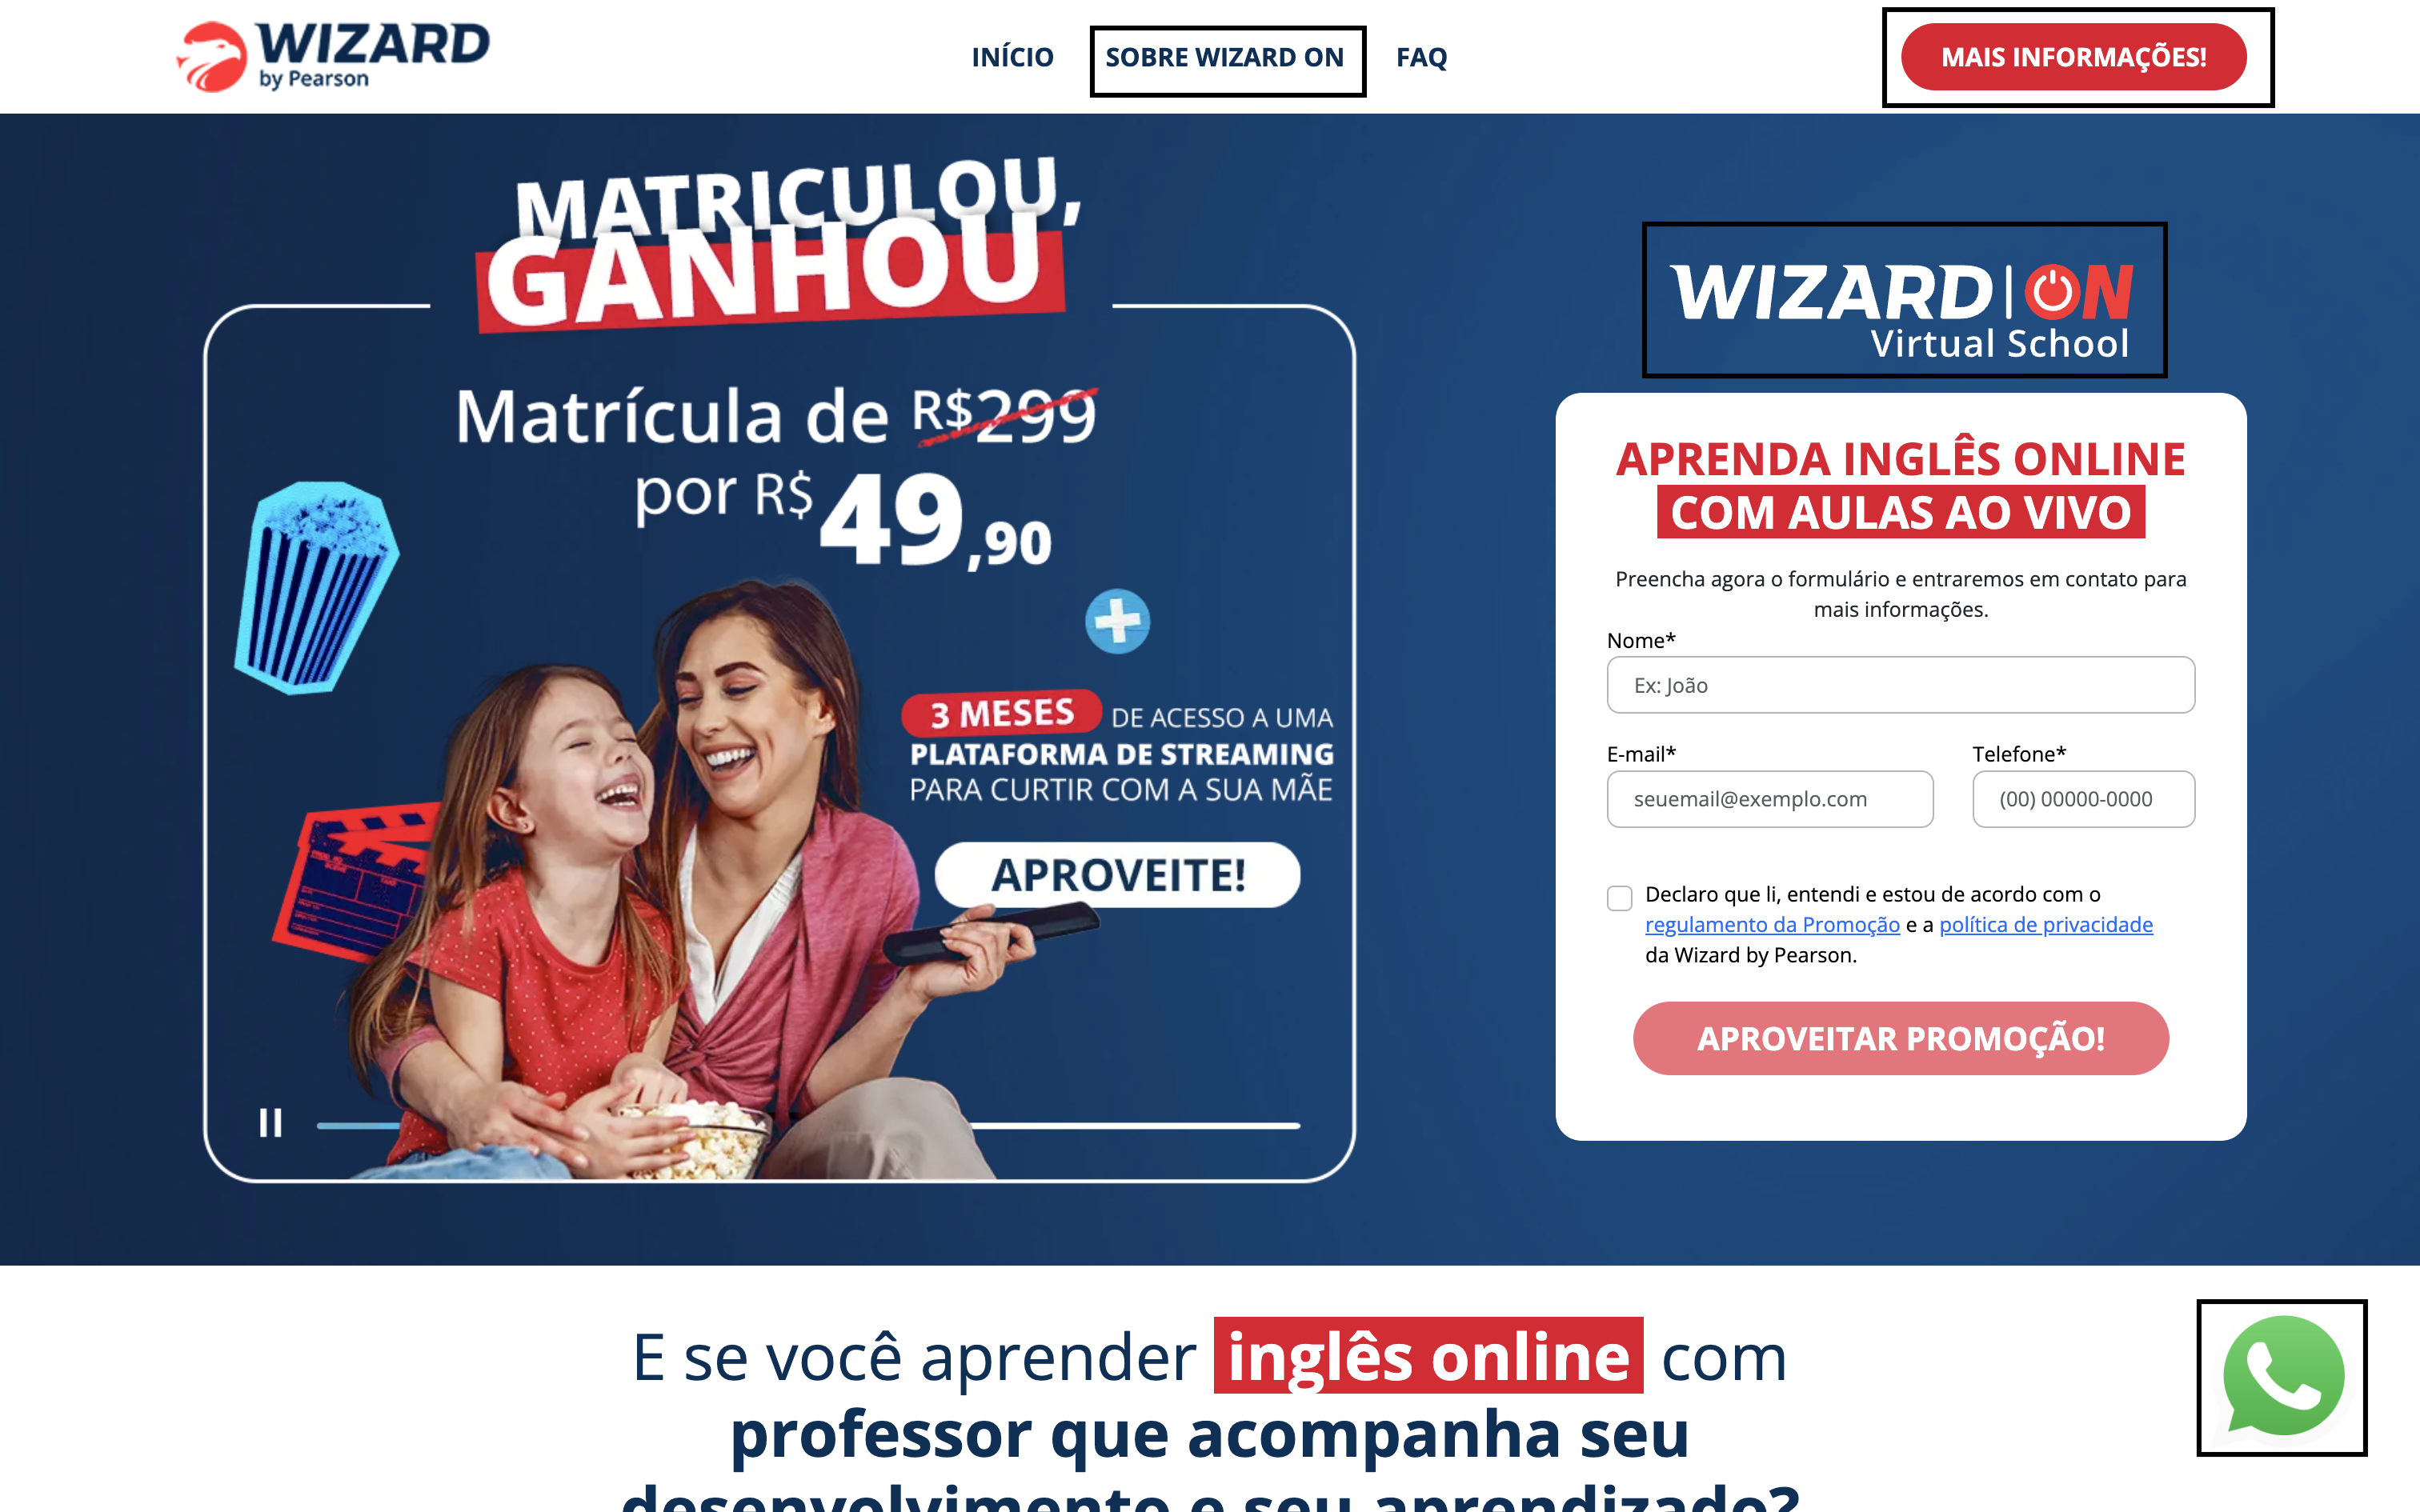 WIZARD
by Pearson
INÍCIO
SOBRE WIZARD ON
FAQ
MAIS INFORMAÇÕES!
MATRICULOU,
GANHOU
Matrícula de R$299
por R$49,90
3 MESES DE ACESSO A UMA
PLATAFORMA DE STREAMING
PARA CURTIR COM A SUA MÃE
APROVEITE!
WIZARD|ON
Virtual School
APRENDA INGLÊS ONLINE
COM AULAS AO VIVO
Preencha agora o formulário e entraremos em contato para
mais informações.
Nome*
Ex: João
E-mail*
Telefone*
seuemail@exemplo.com
(00) 00000-0000
Declaro que li, entendi e estou de acordo com o
regulamento da Promoção e a política de privacidade
da Wizard by Pearson.
APROVEITAR PROMOÇÃO!
E se você aprender inglês online com
professor que acompanha seu
desenvolvimento e seu aprendizado?